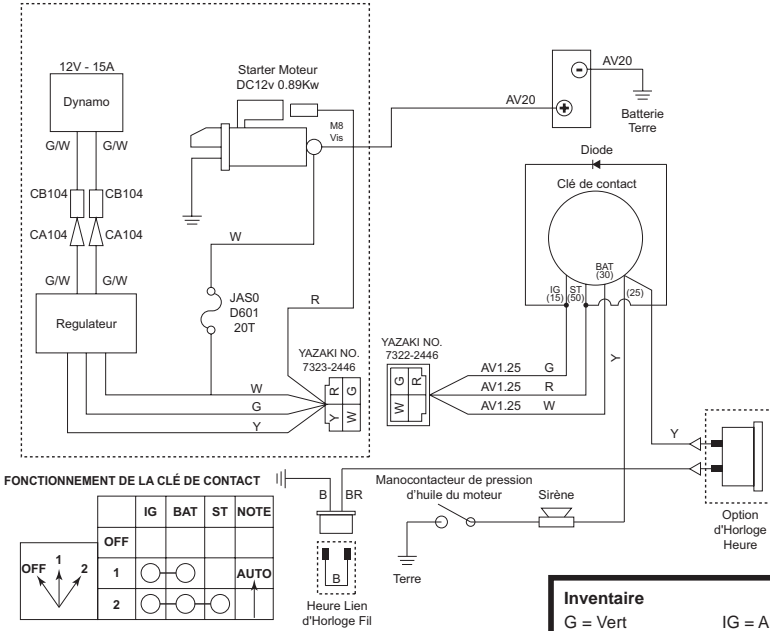 12V - 15A
Dynamo
Starter Moteur
DC12v 0.89Kw
M8
Vis
AV20
AV20
Batterie
Terre
G/W
G/W
CB104
CB104
CA104
CA104
G/W
G/W
Regulateur
W
JAS0
D601
20T
R
W
G
Y
YAZAKI NO.
7323-2446
R
G
Y
W
Diode
Clé de contact
BAT
(30)
IG
(15)
ST
(50)
(25)
YAZAKI NO.
7322-2446
G
R
W
AV1.25 G
AV1.25 R
AV1.25 W
Y
Y
Option
d'Horloge
Heure
FONCTIONNEMENT DE LA CLÉ DE CONTACT
IG BAT ST NOTE
OFF
1 AUTO
2
OFF 1 2
B BR
B
Heure Lien
d'Horloge Fil
Manocontacteur de pression
d'huile du moteur
Sirène
Terre
Inventaire
G = Vert IG = A